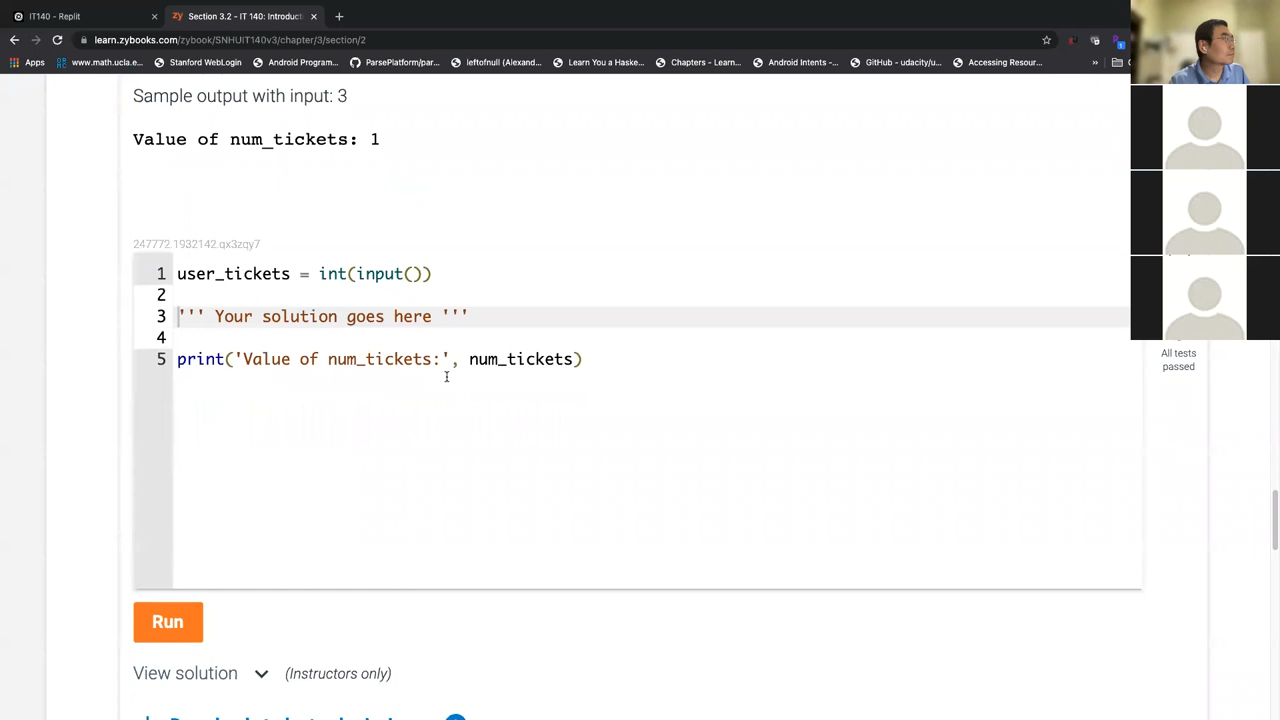 IT140 - Replit
Section 3.2 - IT 140: Introducti
learn.zybooks.com/zybook/SNHUIT140v3/chapter/3/section/2
Apps www.math.ucla.e... Stanford WebLogin Android Program... ParsePlatform/par... leftofnull (Alexand... Learn You a Haske... Chapters - Learn... Android Intents -... GitHub - udacity/u... Accessing Resour... »
Sample output with input: 3
Value of num_tickets: 1
247772.1932142.qx3zqy7
1 user_tickets = int(input())
2
3 ''' Your solution goes here '''
4
5 print('Value of num_tickets:', num_tickets)
All tests
passed
Run
View solution (Instructors only)